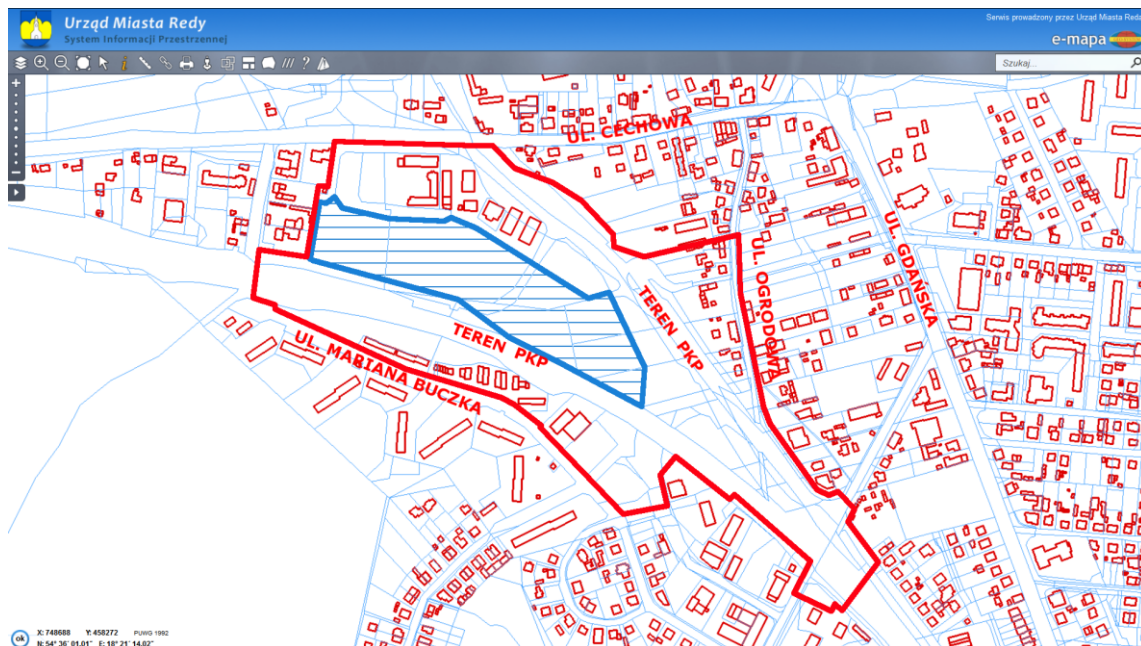 Urząd Miasta Redy
System Informacji Przestrzennej
Serwis prowadzony przez Urząd Miasta Reda
e-mapa
Szukaj...
UL. CECHOWA
UL. GDAŃSKA
UL. OGRODOWA
TEREN PKP
TEREN PKP
UL. MARIANA BUCZKA
ok
X: 748688 Y: 458272 PUWG 1992
N: 54° 36' 01.01" E: 18° 21' 14.02"